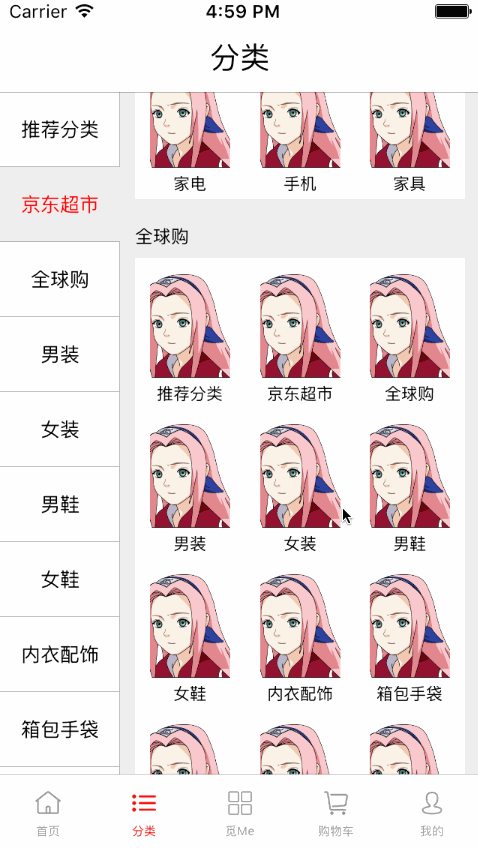 Carrier 4:59 PM
分类
推荐分类
京东超市
全球购
男装
女装
男鞋
女鞋
内衣配饰
箱包手袋
家电 手机 家具
全球购
推荐分类 京东超市 全球购
男装 女装 男鞋
女鞋 内衣配饰 箱包手袋
首页 分类 觅Me 购物车 我的